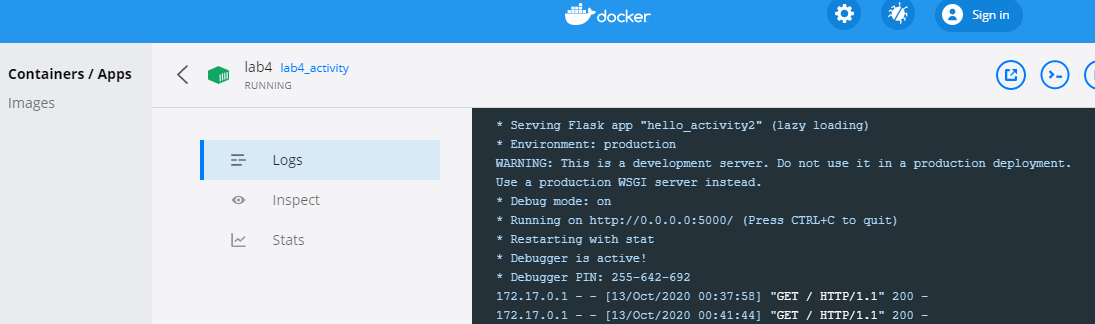 docker
Sign in
Containers / Apps
Images
lab4 lab4_activity
RUNNING
Logs
Inspect
Stats
* Serving Flask app "hello_activity2" (lazy loading)
* Environment: production
WARNING: This is a development server. Do not use it in a production deployment.
Use a production WSGI server instead.
* Debug mode: on
* Running on http://0.0.0.0:5000/ (Press CTRL+C to quit)
* Restarting with stat
* Debugger is active!
* Debugger PIN: 255-642-692
172.17.0.1 - - [13/Oct/2020 00:37:58] "GET / HTTP/1.1" 200 -
172.17.0.1 - - [13/Oct/2020 00:41:44] "GET / HTTP/1.1" 200 -